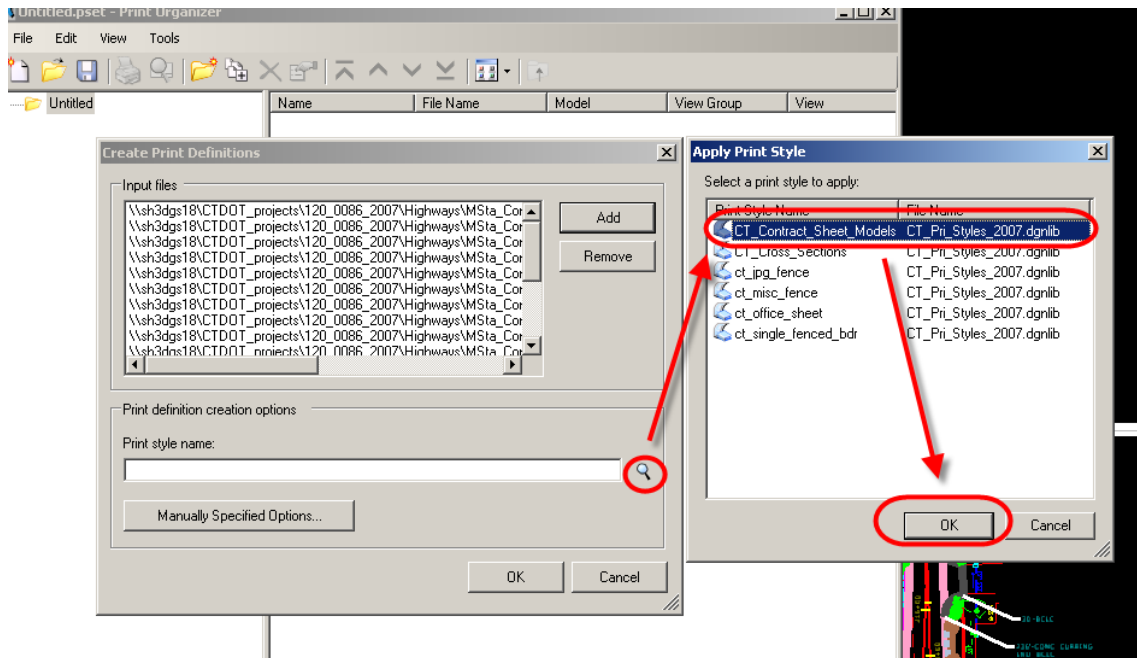 Untitled.pset - Print Organizer
File Edit View Tools
Untitled
Name File Name Model View Group View
Create Print Definitions
Input files
\\sh3dgs18\CTDOT_projects\120_0086_2007\Highways\MSta_Cor
\\sh3dgs18\CTDOT_projects\120_0086_2007\Highways\MSta_Cor
\\sh3dgs18\CTDOT_projects\120_0086_2007\Highways\MSta_Cor
\\sh3dgs18\CTDOT_projects\120_0086_2007\Highways\MSta_Cor
\\sh3dgs18\CTDOT_projects\120_0086_2007\Highways\MSta_Cor
\\sh3dgs18\CTDOT_projects\120_0086_2007\Highways\MSta_Cor
\\sh3dgs18\CTDOT_projects\120_0086_2007\Highways\MSta_Cor
\\sh3dgs18\CTDOT_projects\120_0086_2007\Highways\MSta_Cor
\\sh3dgs18\CTDOT_projects\120_0086_2007\Highways\MSta_Cor
\\sh3dgs18\CTDOT_projects\120_0086_2007\Highways\MSta_Cor
Add
Remove
Print definition creation options
Print style name:
Manually Specified Options...
OK Cancel
Apply Print Style
Select a print style to apply:
Print Style Name File Name
CT_Contract_Sheet_Models CT_Pri_Styles_2007.dgnlib
CT_Cross_Sections CT_Pri_Styles_2007.dgnlib
ct_jpg_fence CT_Pri_Styles_2007.dgnlib
ct_misc_fence CT_Pri_Styles_2007.dgnlib
ct_office_sheet CT_Pri_Styles_2007.dgnlib
ct_single_fenced_bdr CT_Pri_Styles_2007.dgnlib
OK Cancel